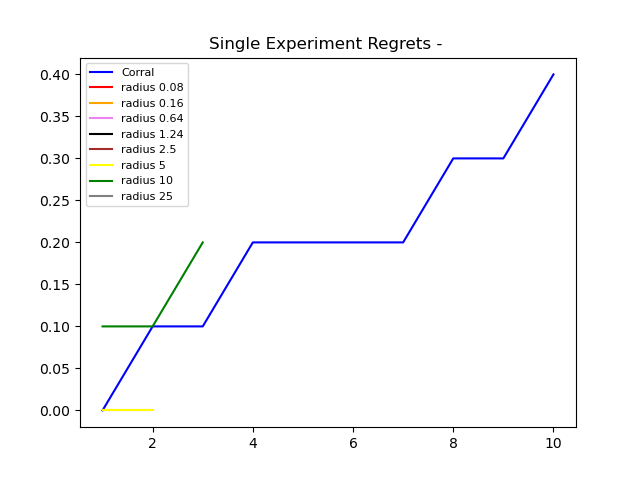 Single Experiment Regrets -
0.40
0.35
0.30
0.25
0.20
0.15
0.10
0.05
0.00
Corral
radius 0.08
radius 0.16
radius 0.64
radius 1.24
radius 2.5
radius 5
radius 10
radius 25
2
4
6
8
10